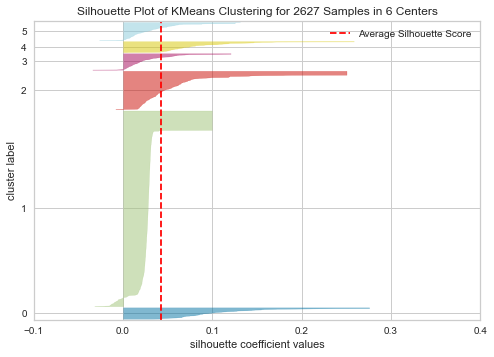 Silhouette Plot of KMeans Clustering for 2627 Samples in 6 Centers
Average Silhouette Score
cluster label
5
4
3
2
1
0
−0.1 0.0 0.1 0.2 0.3 0.4
silhouette coefficient values